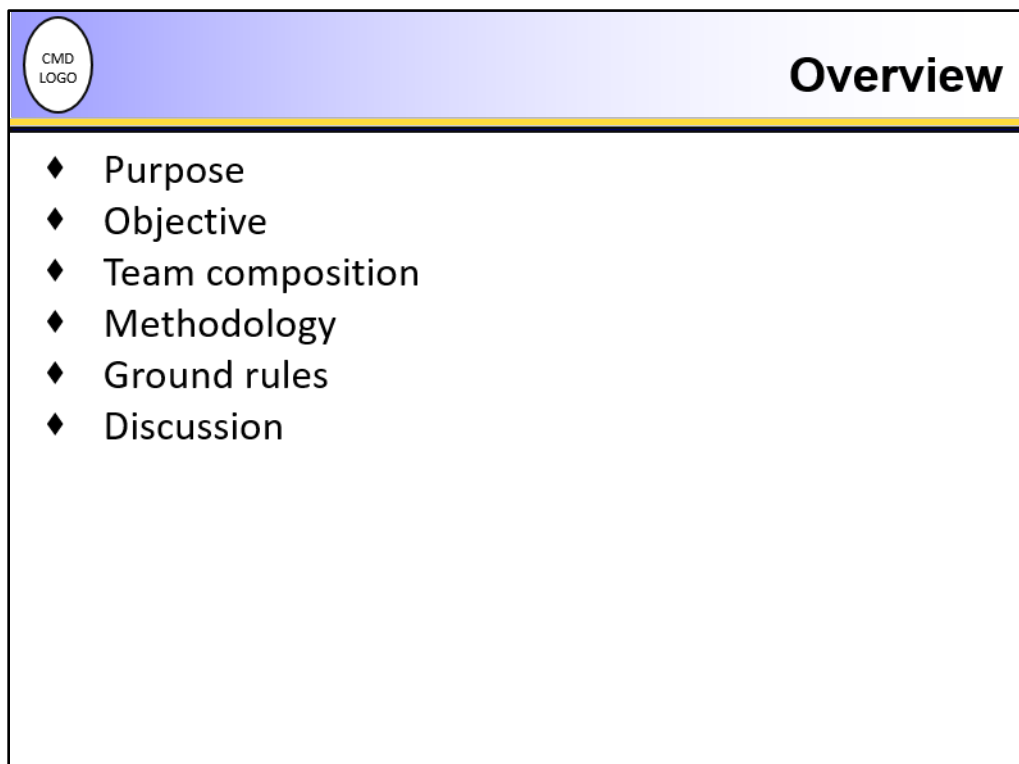 CMD
LOGO
Overview
♦ Purpose
♦ Objective
♦ Team composition
♦ Methodology
♦ Ground rules
♦ Discussion